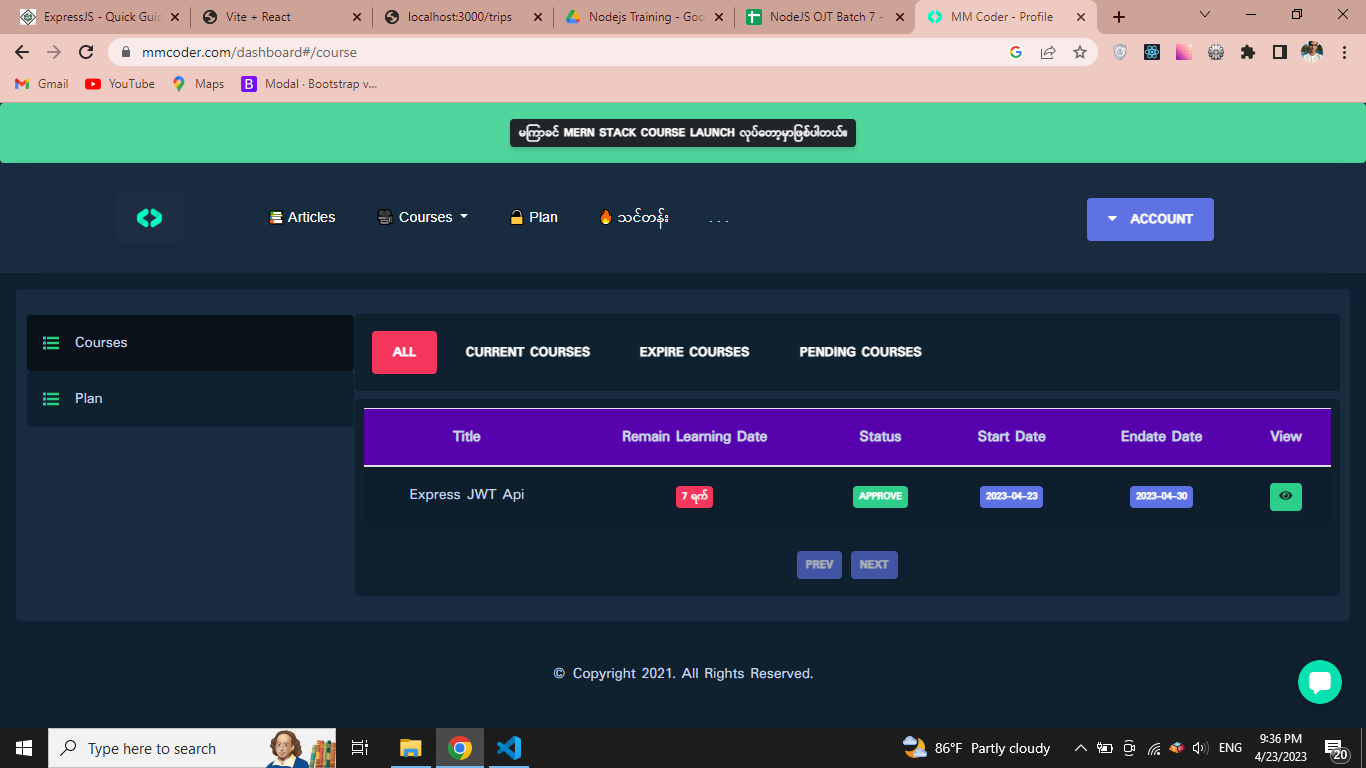 ExpressJS - Quick Guid
Vite + React
localhost:3000/trips
Nodejs Training - Goo
NodeJS OJT Batch 7 -
MM Coder - Profile
mmcoder.com/dashboard#/course
Gmail
YouTube
Maps
Modal · Bootstrap v...
မကြာခင် MERN STACK COURSE LAUNCH လုပ်တော့မှာဖြစ်ပါတယ်။
Articles
Courses
Plan
သင်တန်း
. . .
ACCOUNT
Courses
Plan
ALL
CURRENT COURSES
EXPIRE COURSES
PENDING COURSES
Title
Remain Learning Date
Status
Start Date
Endate Date
View
Express JWT Api
7 ရက်
APPROVE
2023-04-23
2023-04-30
PREV
NEXT
© Copyright 2021. All Rights Reserved.
Type here to search
86°F Partly cloudy
ENG
9:36 PM
4/23/2023
20